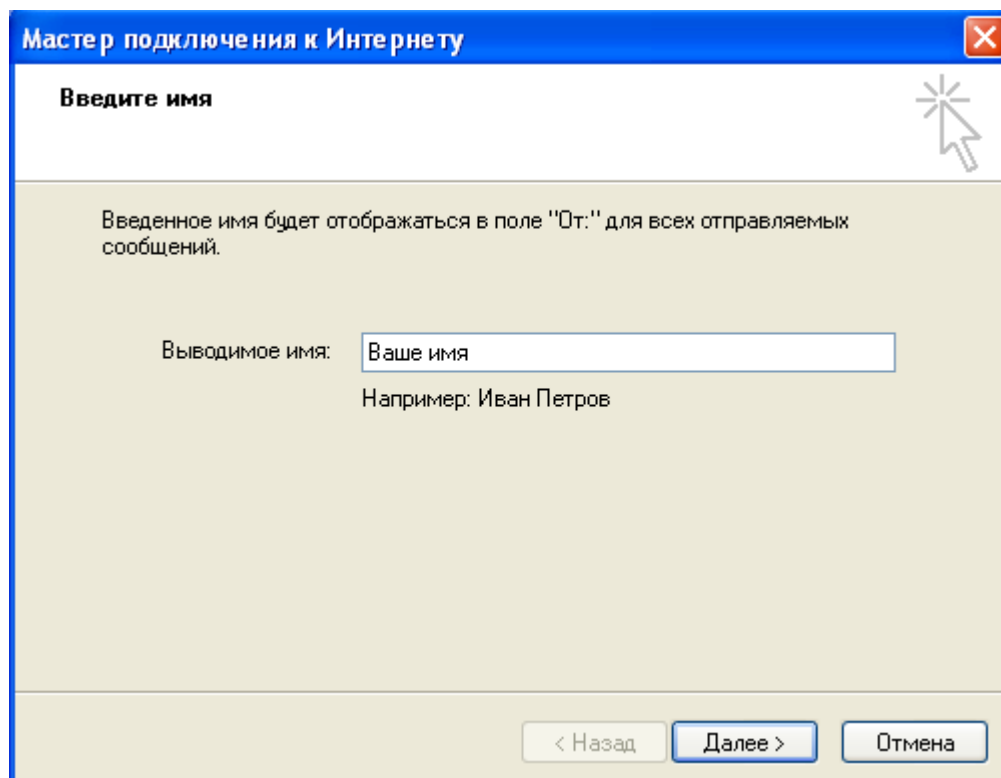 Мастер подключения к Интернету
Введите имя
Введенное имя будет отображаться в поле "От:" для всех отправляемых
сообщений.
Выводимое имя: Ваше имя
Например: Иван Петров
< Назад Далее > Отмена